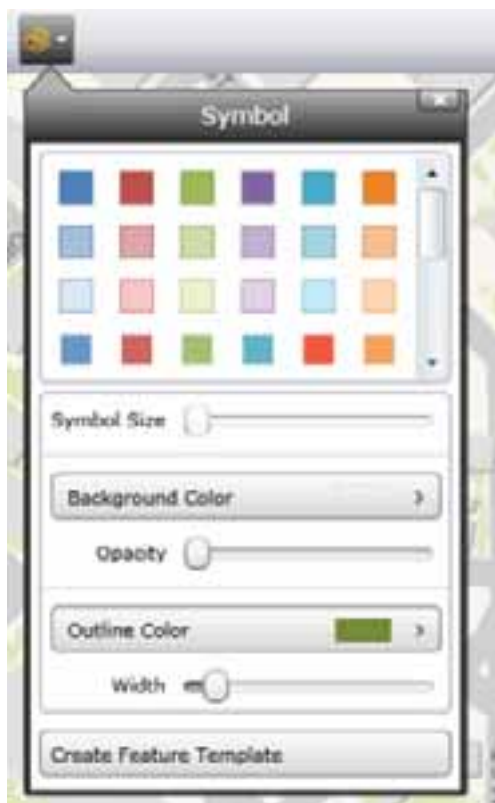 Symbol
Symbol Size
Background Color
Opacity
Outline Color
Width
Create Feature Template